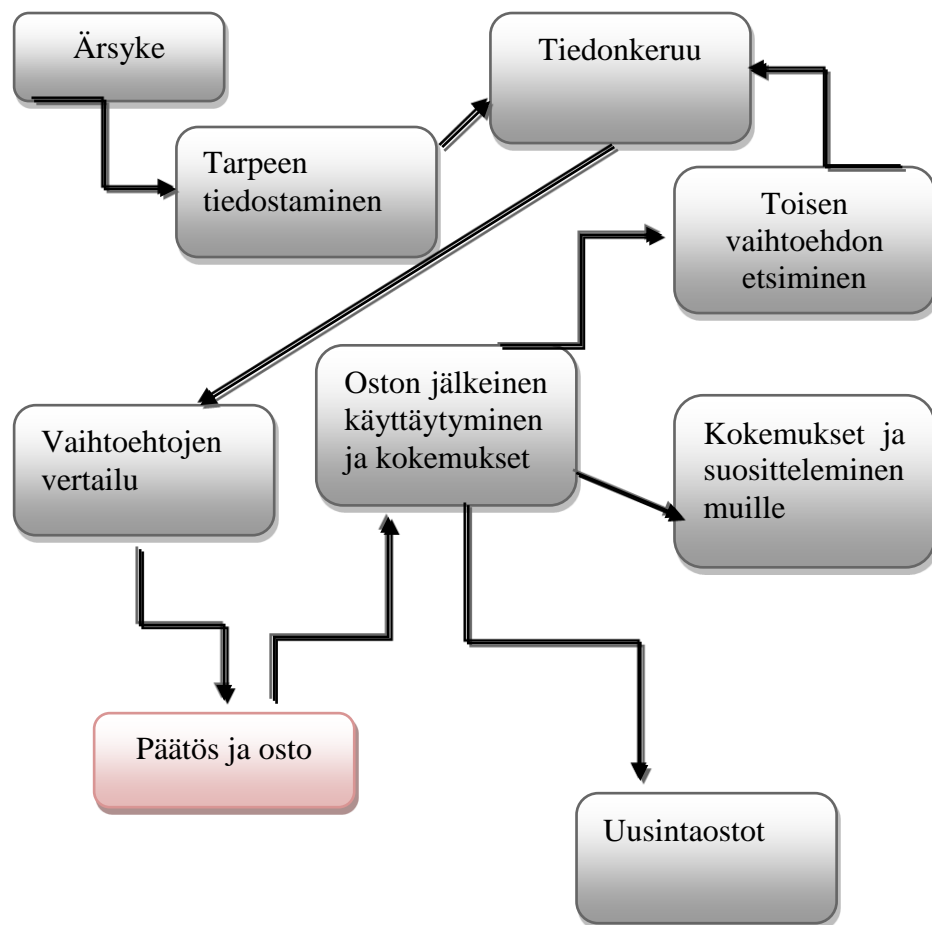 Ärsyke
Tiedonkeruu
Tarpeen
tiedostaminen
Toisen
vaihtoehdon
etsiminen
Oston jälkeinen
käyttäytyminen
ja kokemukset
Vaihtoehtojen
vertailu
Kokemukset ja
suositteleminen
muille
Päätös ja osto
Uusintaostot